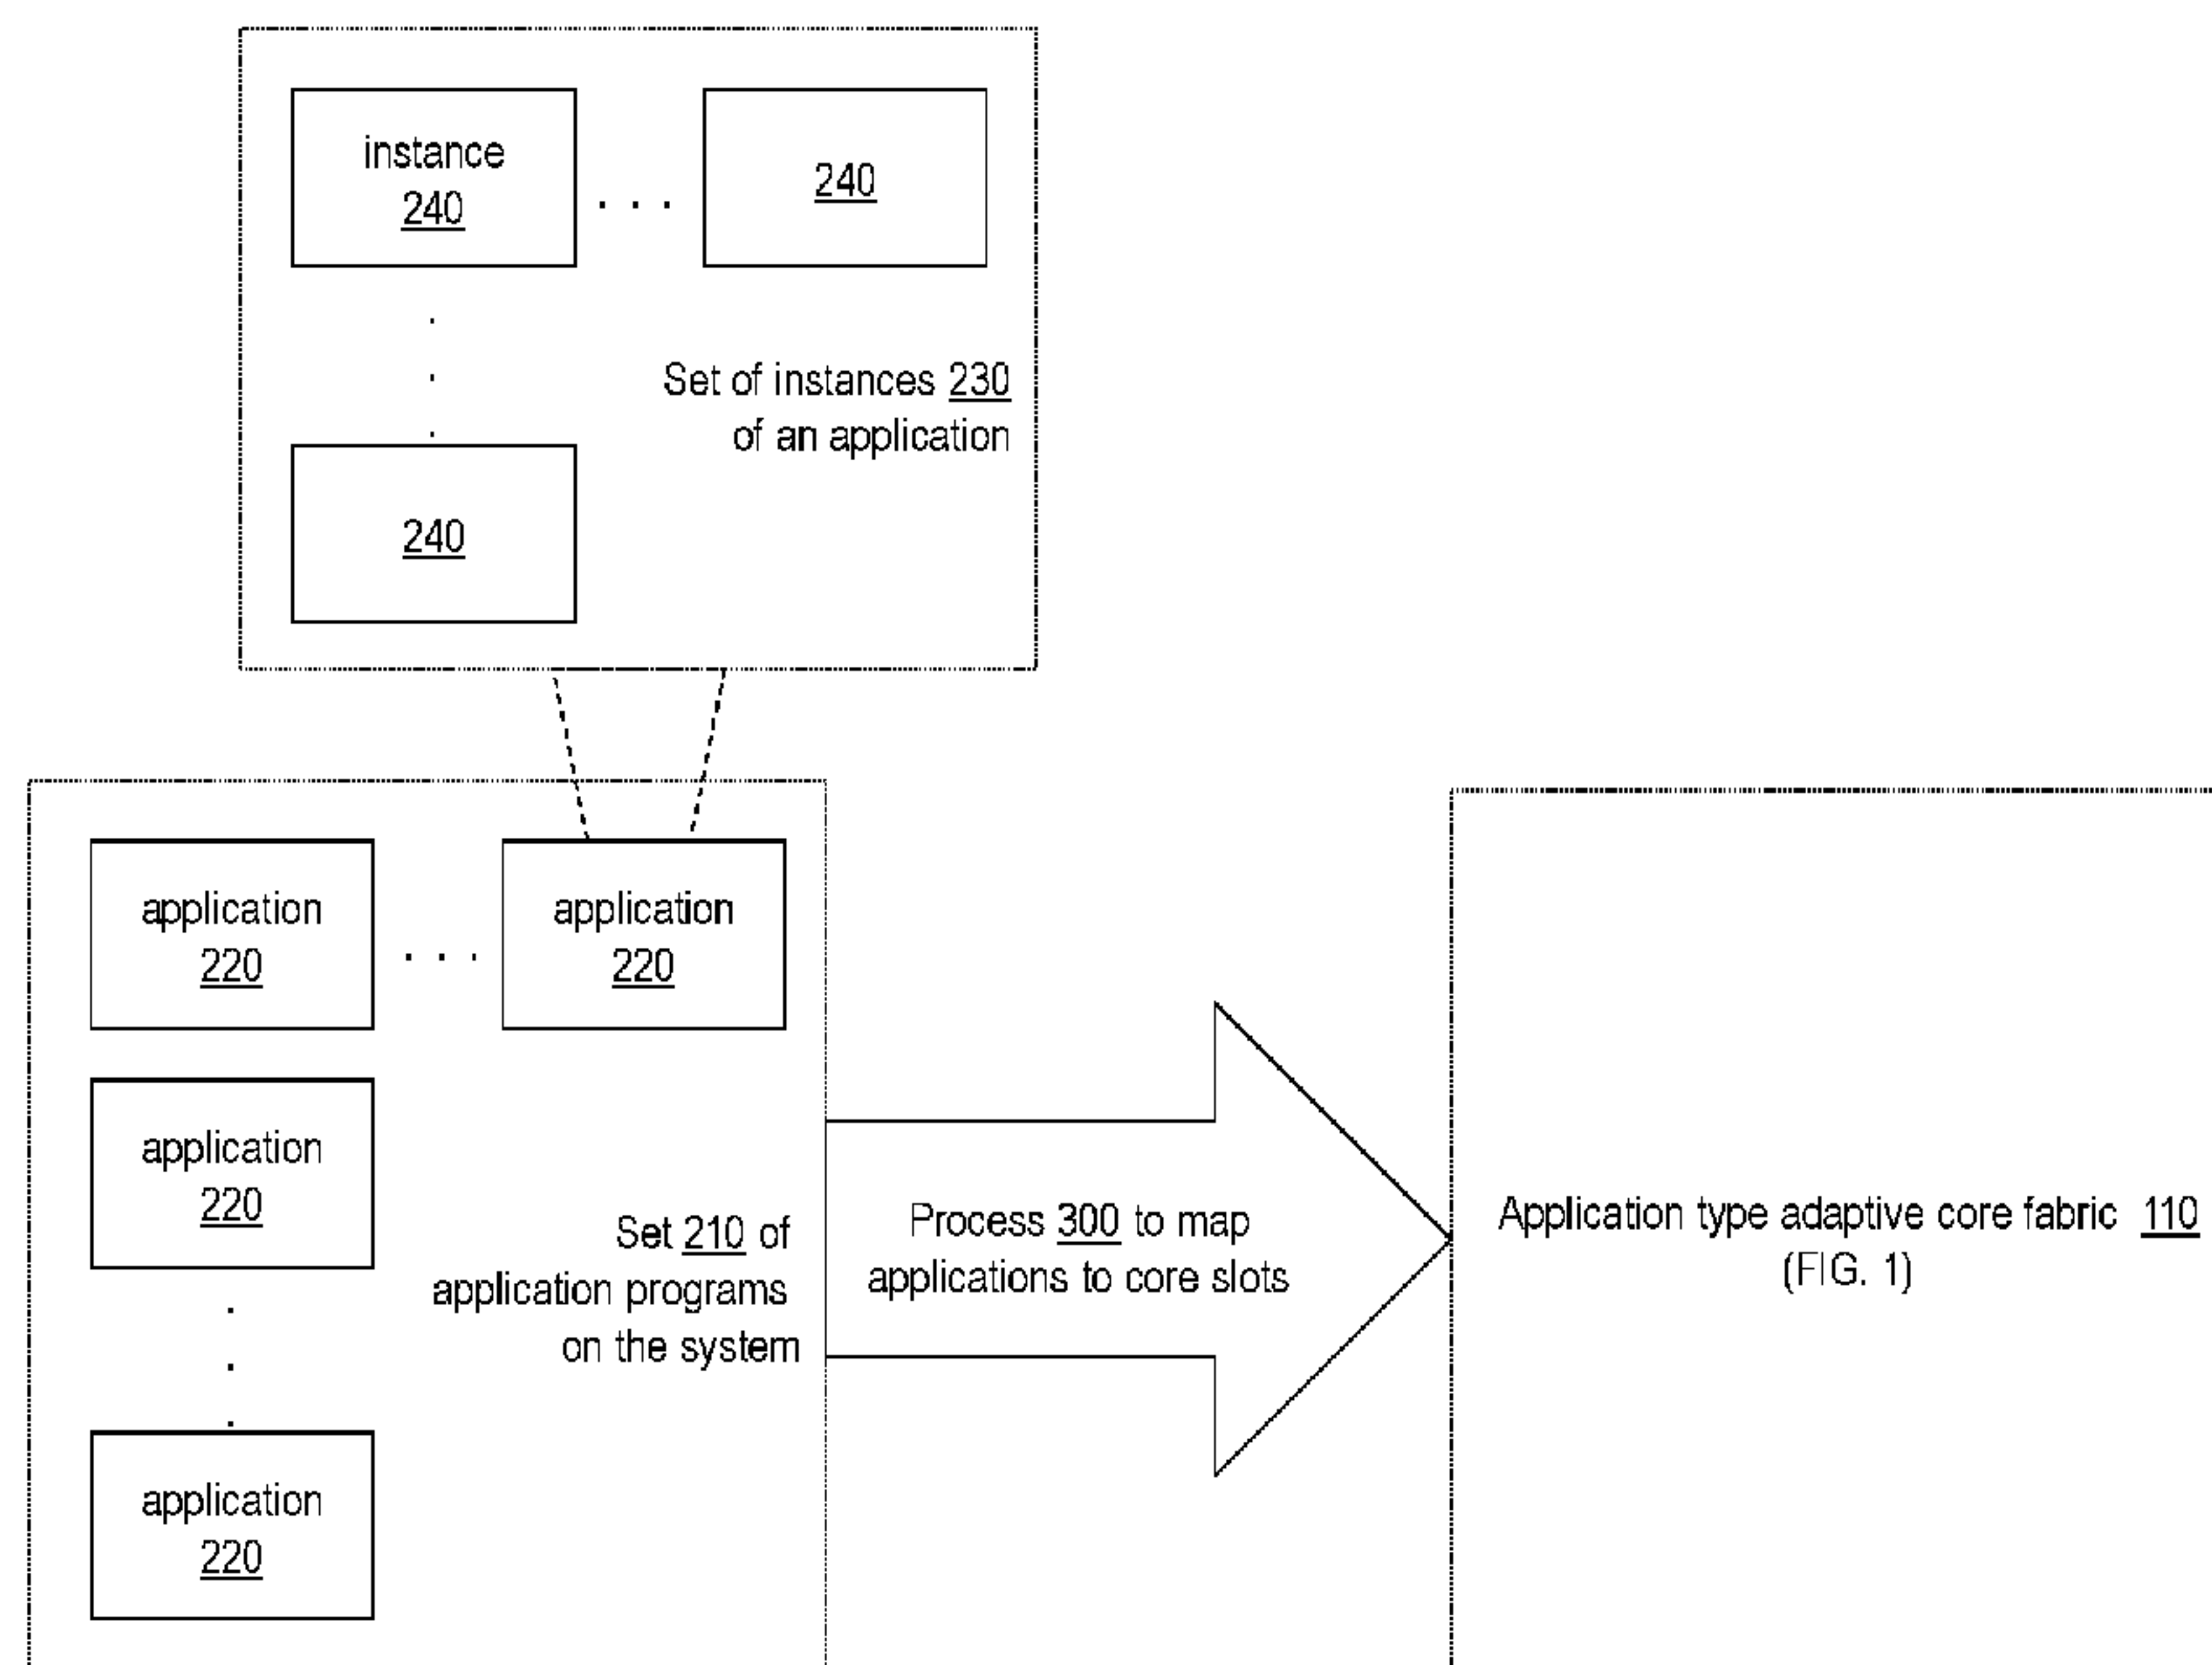 instance
240
240
Set of instances 230
of an application
240
application
220
application
220
application
220
Set 210 of
application programs
on the system
application
220
Process 300 to map
applications to core slots
Application type adaptive core fabric 110
(FIG. 1)